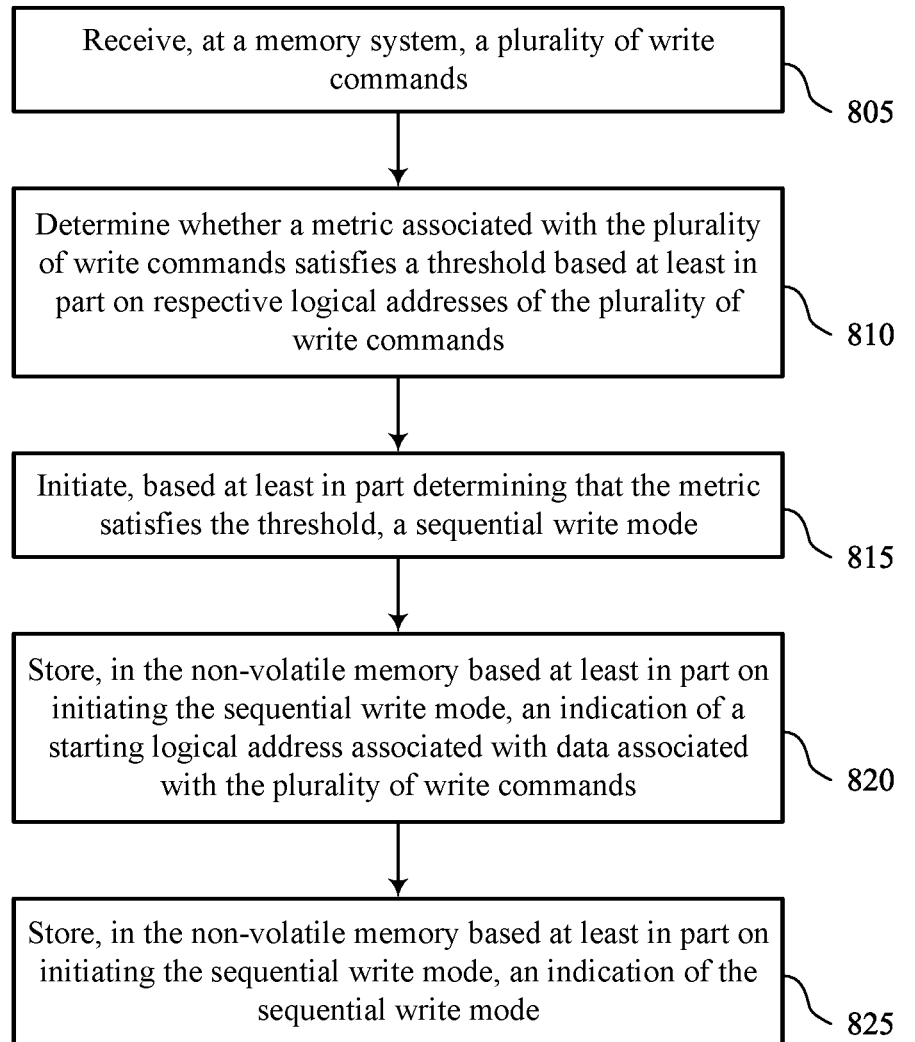 Receive, at a memory system, a plurality of write
commands
805
Determine whether a metric associated with the plurality
of write commands satisfies a threshold based at least in
part on respective logical addresses of the plurality of
write commands
810
Initiate, based at least in part determining that the metric
satisfies the threshold, a sequential write mode
815
Store, in the non-volatile memory based at least in part on
initiating the sequential write mode, an indication of a
starting logical address associated with data associated
with the plurality of write commands
820
Store, in the non-volatile memory based at least in part on
initiating the sequential write mode, an indication of the
sequential write mode
825